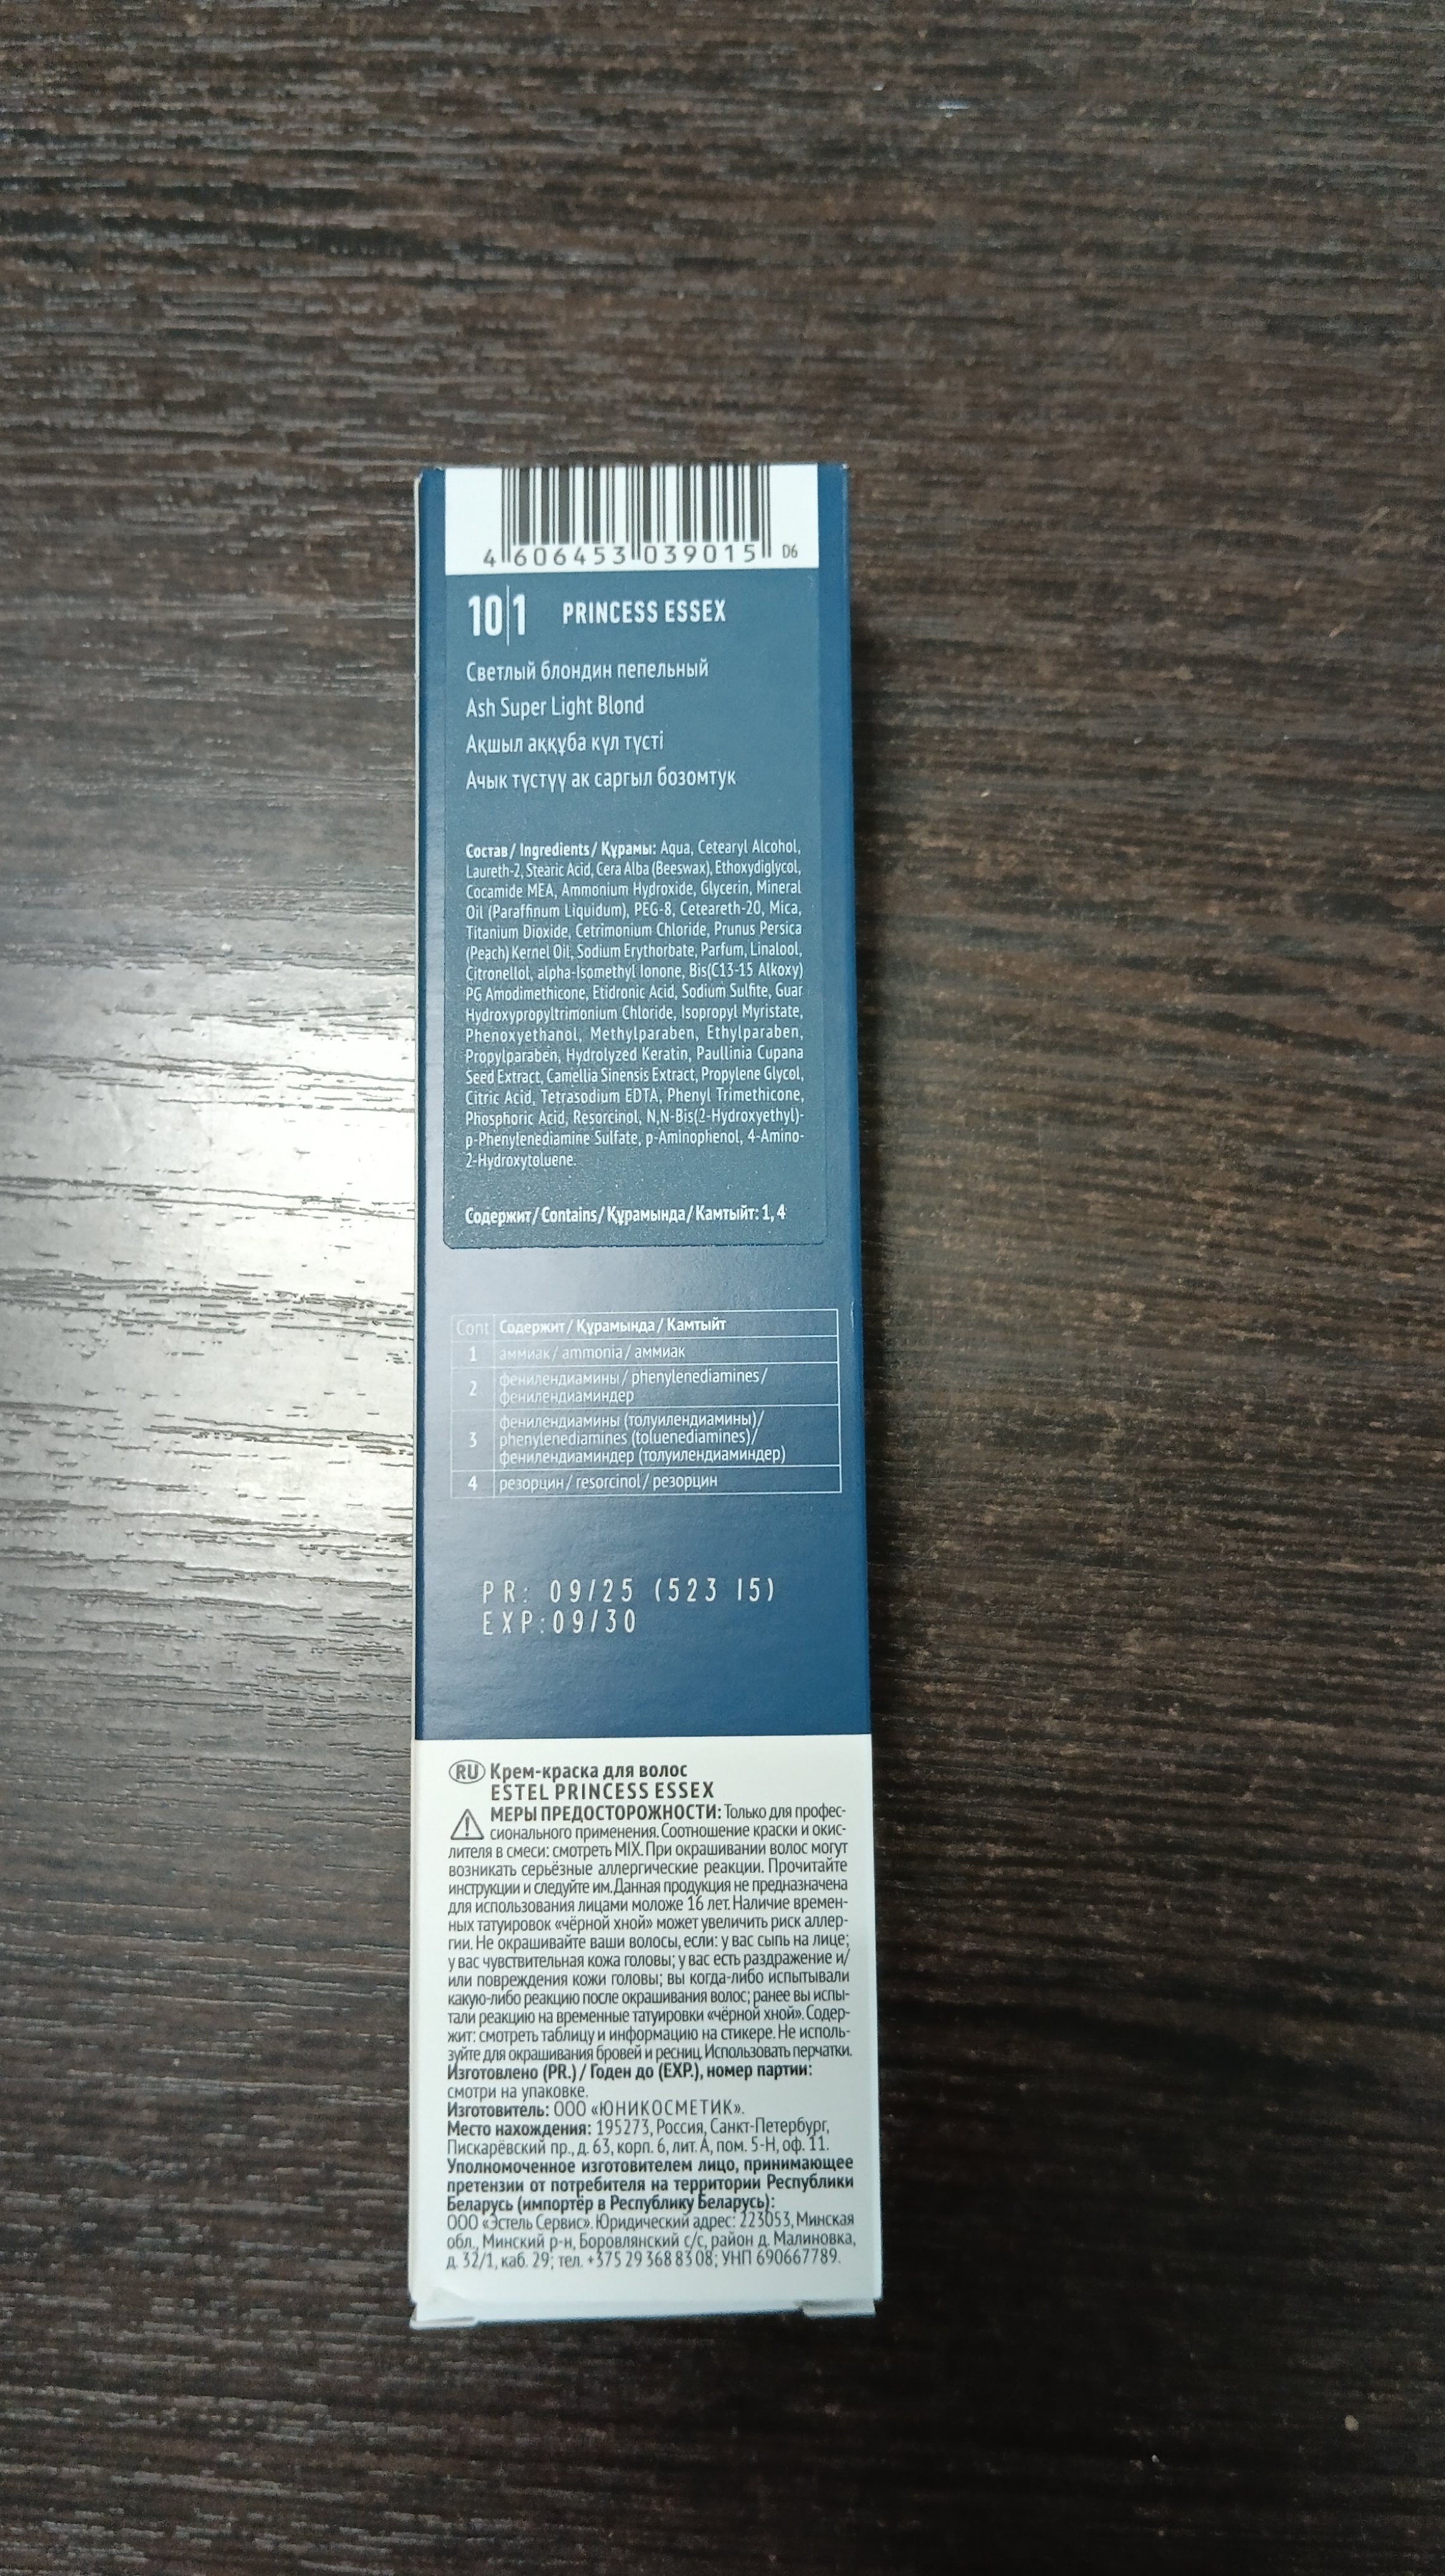 4 606453 039015 D6
10|1 PRINCESS ESSEX
Светлый блондин пепельный
Ash Super Light Blond
Ақшыл аққұба күл түсті
Ачык түстүү ак саргыл бозомтук
Состав / Ingredients / Құрамы: Aqua, Cetearyl Alcohol,
Laureth-2, Stearic Acid, Cera Alba (Beeswax), Ethoxydiglycol,
Cocamide MEA, Ammonium Hydroxide, Glycerin, Mineral
Oil (Paraffinum Liquidum), PEG-8, Ceteareth-20, Mica,
Titanium Dioxide, Cetrimonium Chloride, Prunus Persica
(Peach) Kernel Oil, Sodium Erythorbate, Parfum, Linalool,
Citronellol, alpha-Isomethyl Ionone, Bis(C13-15 Alkoxy)
PG Amodimethicone, Etidronic Acid, Sodium Sulfite, Guar
Hydroxypropyltrimonium Chloride, Isopropyl Myristate,
Phenoxyethanol, Methylparaben, Ethylparaben,
Propylparaben, Hydrolyzed Keratin, Paullinia Cupana
Seed Extract, Camellia Sinensis Extract, Propylene Glycol,
Citric Acid, Tetrasodium EDTA, Phenyl Trimethicone,
Phosphoric Acid, Resorcinol, N,N-Bis(2-Hydroxyethyl)-
p-Phenylenediamine Sulfate, p-Aminophenol, 4-Amino-
2-Hydroxytoluene.
Содержит / Contains / Құрамында / Камтыйт: 1, 4
Cont Содержит / Құрамында / Камтыйт
1 аммиак / ammonia / аммиак
2 фенилендиамины / phenylenediamines /
фенилендиаминдер
3 фенилендиамины (толуилендиамины)/
phenylenediamines (toluenediamines)/
фенилендиаминдер (толуилендиаминдер)
4 резорцин / resorcinol / резорцин
PR: 09/25 (523 15)
EXP:09/30
RU Крем-краска для волос
ESTEL PRINCESS ESSEX
МЕРЫ ПРЕДОСТОРОЖНОСТИ: Только для профес-
сионального применения. Соотношение краски и окис-
лителя в смеси: смотреть MIX. При окрашивании волос могут
возникать серьёзные аллергические реакции. Прочитайте
инструкции и следуйте им. Данная продукция не предназначена
для использования лицами моложе 16 лет. Наличие времен-
ных татуировок «чёрной хной» может увеличить риск аллер-
гии. Не окрашивайте ваши волосы, если: у вас сыпь на лице;
у вас чувствительная кожа головы; у вас есть раздражение и/
или повреждения кожи головы; вы когда-либо испытывали
какую-либо реакцию после окрашивания волос; ранее вы испы-
тали реакцию на временные татуировки «чёрной хной». Содер-
жит: смотреть таблицу и информацию на стикере. Не исполь-
зуйте для окрашивания бровей и ресниц. Использовать перчатки.
Изготовлено (PR.) / Годен до (EXP.), номер партии:
смотри на упаковке.
Изготовитель: ООО «ЮНИКОСМЕТИК».
Место нахождения: 195273, Россия, Санкт-Петербург,
Пискарёвский пр., д. 63, корп. 6, лит. А, пом. 5-Н, оф. 11.
Уполномоченное изготовителем лицо, принимающее
претензии от потребителя на территории Республики
Беларусь (импортёр в Республику Беларусь):
ООО «Эстель Сервис». Юридический адрес: 223053, Минская
обл., Минский р-н, Боровлянский с/с, район д. Малиновка,
д. 32/1, каб. 29; тел. +375 29 368 83 08; УНП 690667789.